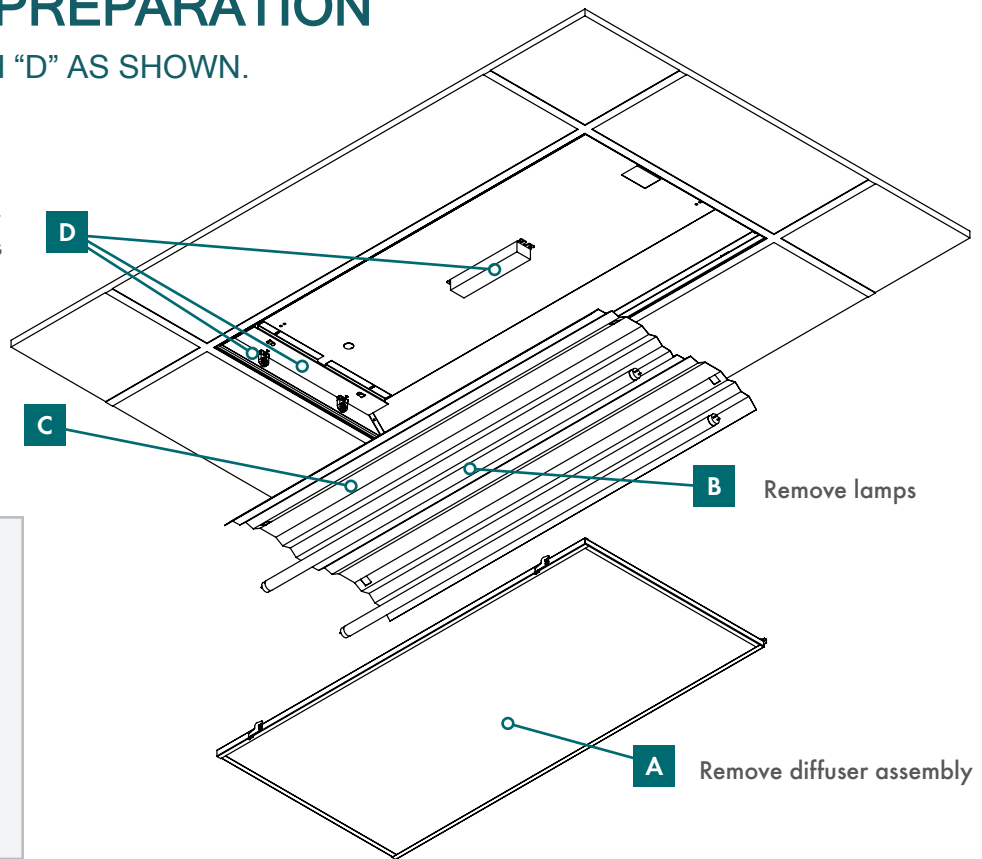 PREPARATION
“D” AS SHOWN.
D
C
B Remove lamps
A Remove diffuser assembly